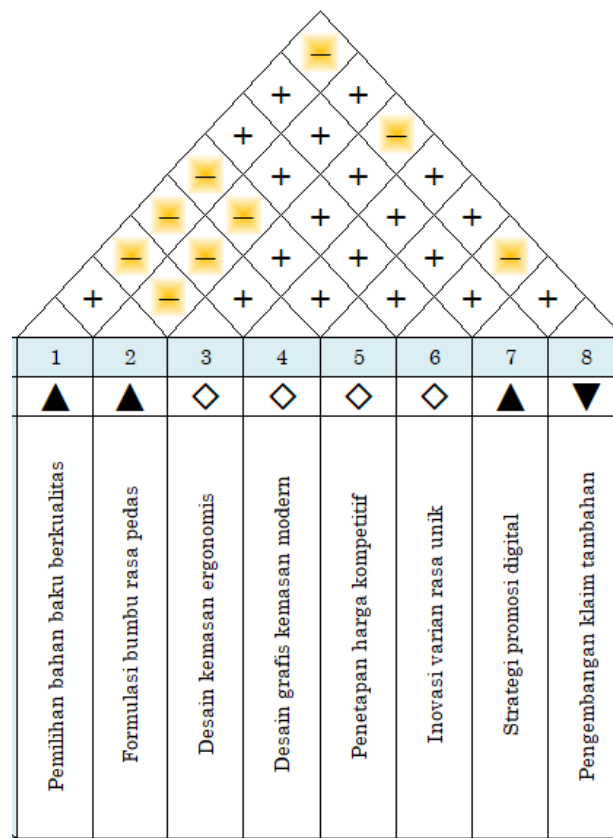 −
+ +
+ + −
− + + +
− − + + +
− − + + + −
+ − + + + + +
1 2 3 4 5 6 7 8
▲ ▲ ◇ ◇ ◇ ◇ ▲ ▼
Pemilihan bahan baku berkualitas
Formulasi bumbu rasa pedas
Desain kemasan ergonomis
Desain grafis kemasan modern
Penetapan harga kompetitif
Inovasi varian rasa unik
Strategi promosi digital
Pengembangan klaim tambahan